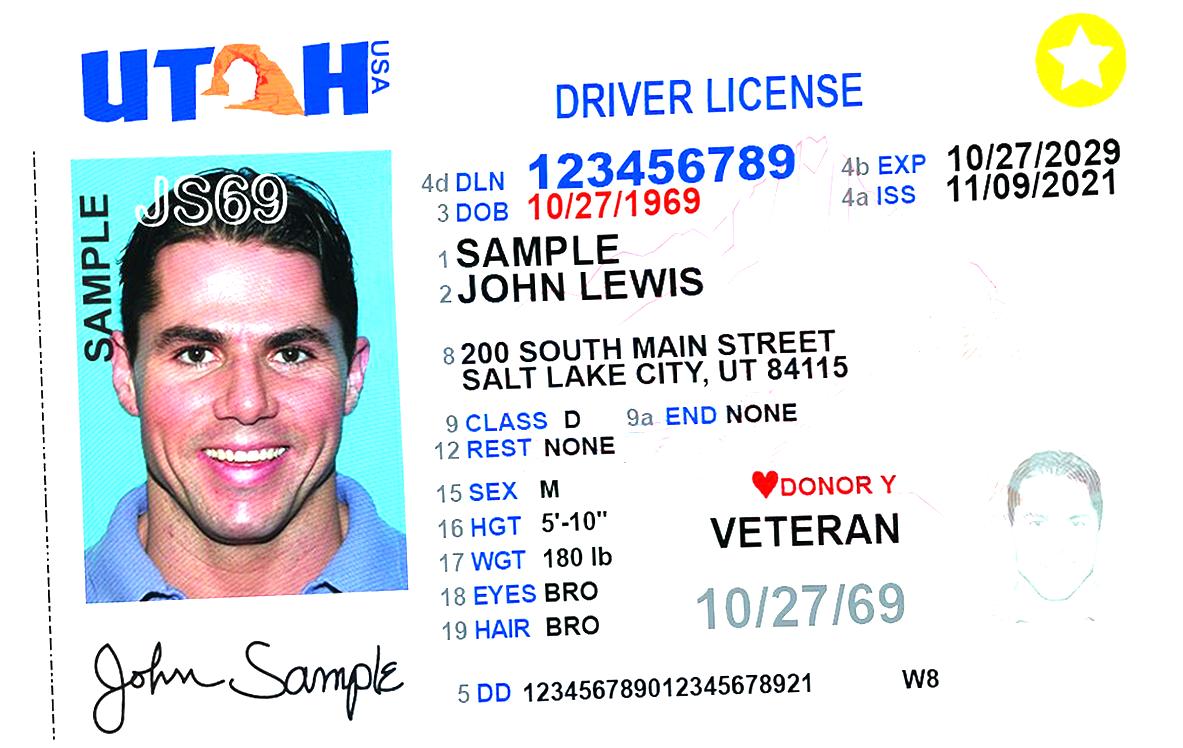 UTAH USA
DRIVER LICENSE
SAMPLE
JS69
4d DLN 123456789
3 DOB 10/27/1969
4b EXP 10/27/2029
4a ISS 11/09/2021
1 SAMPLE
2 JOHN LEWIS
8 200 SOUTH MAIN STREET
SALT LAKE CITY, UT 84115
9 CLASS D 9a END NONE
12 REST NONE
15 SEX M
16 HGT 5'-10"
17 WGT 180 lb
18 EYES BRO
19 HAIR BRO
♥DONOR Y
VETERAN
10/27/69
John Sample
5 DD 123456789012345678921 W8